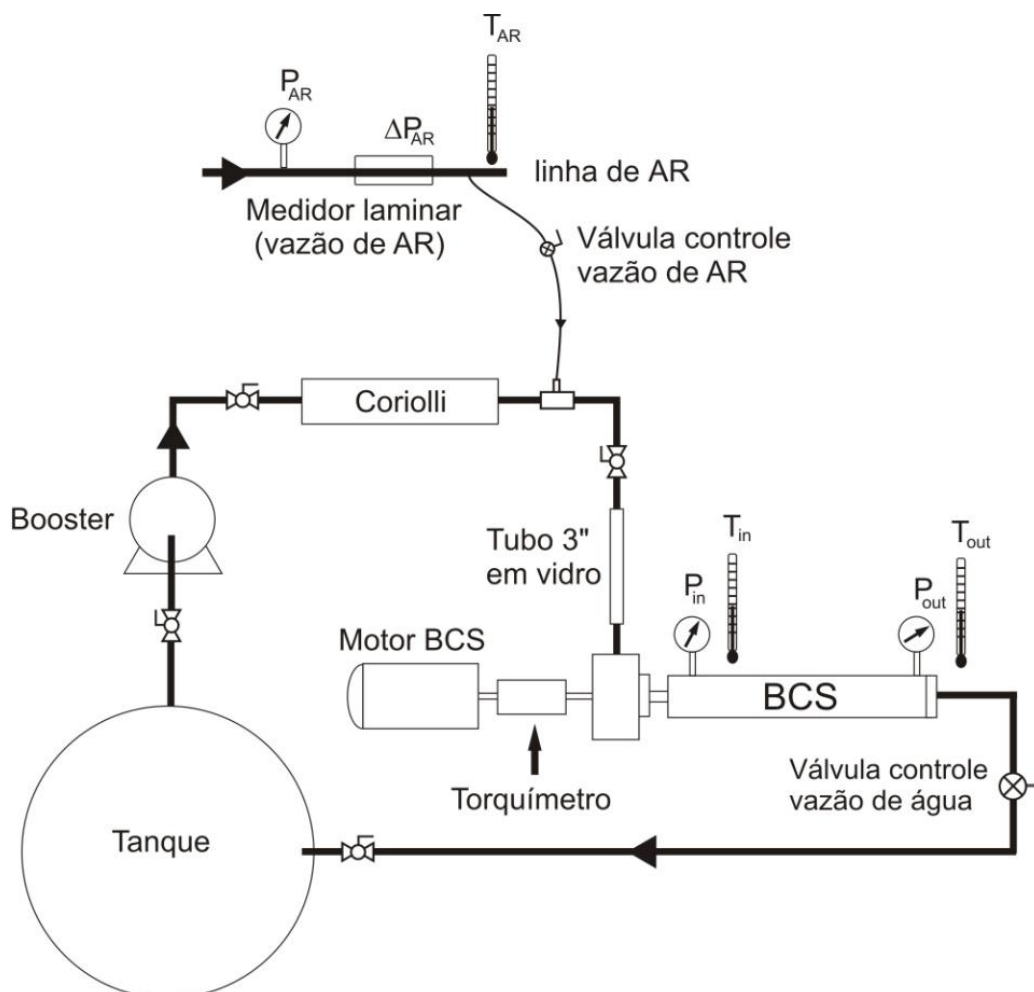 T_AR
P_AR
ΔP_AR
linha de AR
Medidor laminar
(vazão de AR)
Válvula controle
vazão de AR
Coriolli
Booster
Tubo 3"
em vidro
T_in
T_out
P_in
P_out
Motor BCS
BCS
Torquímetro
Válvula controle
vazão de água
Tanque